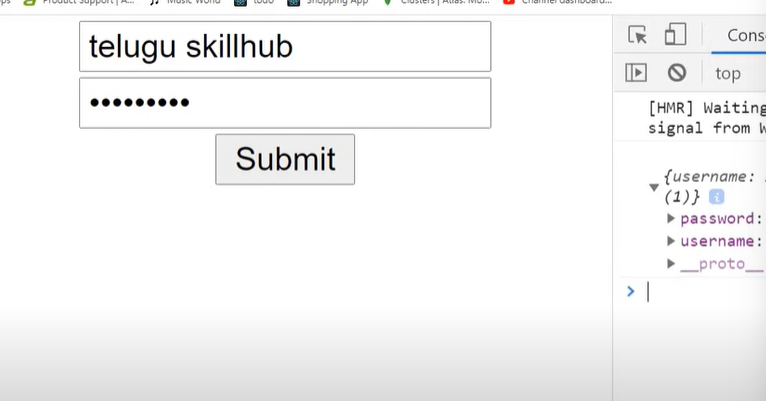 Product Support | A... Music World todo Shopping App Clusters | Atlas: Mo... Channel dashboard...
telugu skillhub
•••••••••
Submit
top
[HMR] Waiting
signal from
{username:
(1)} i
password:
username:
__proto__
>